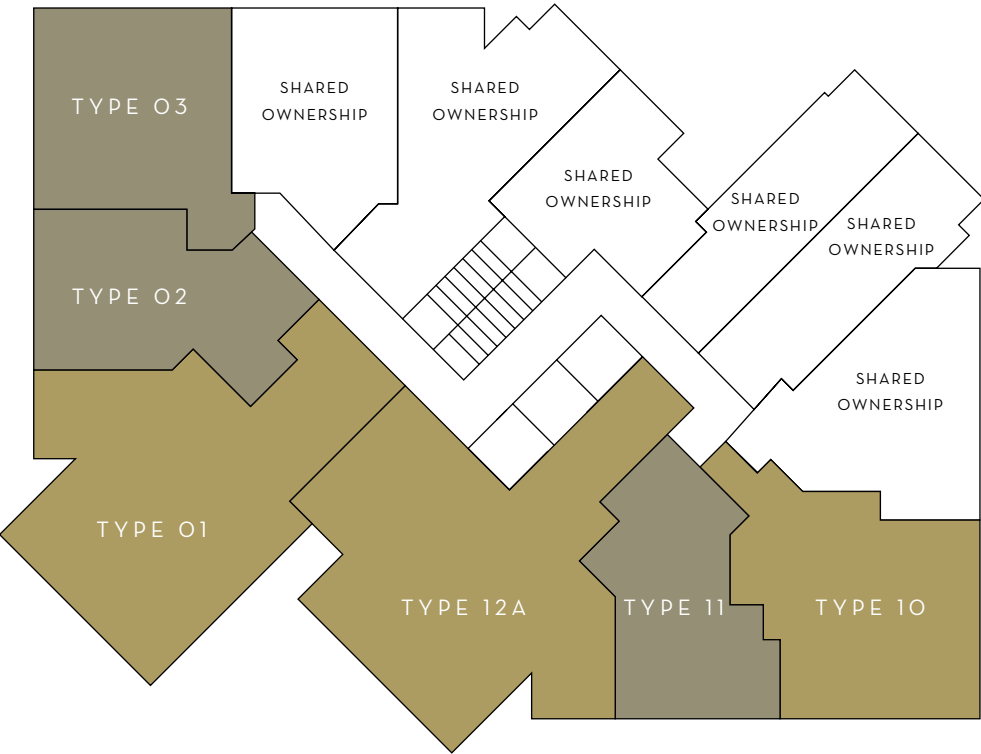 TYPE 03
SHARED
OWNERSHIP
SHARED
OWNERSHIP
SHARED
OWNERSHIP
SHARED
OWNERSHIP
SHARED
OWNERSHIP
TYPE 02
SHARED
OWNERSHIP
TYPE 01
TYPE 12A
TYPE 11
TYPE 10